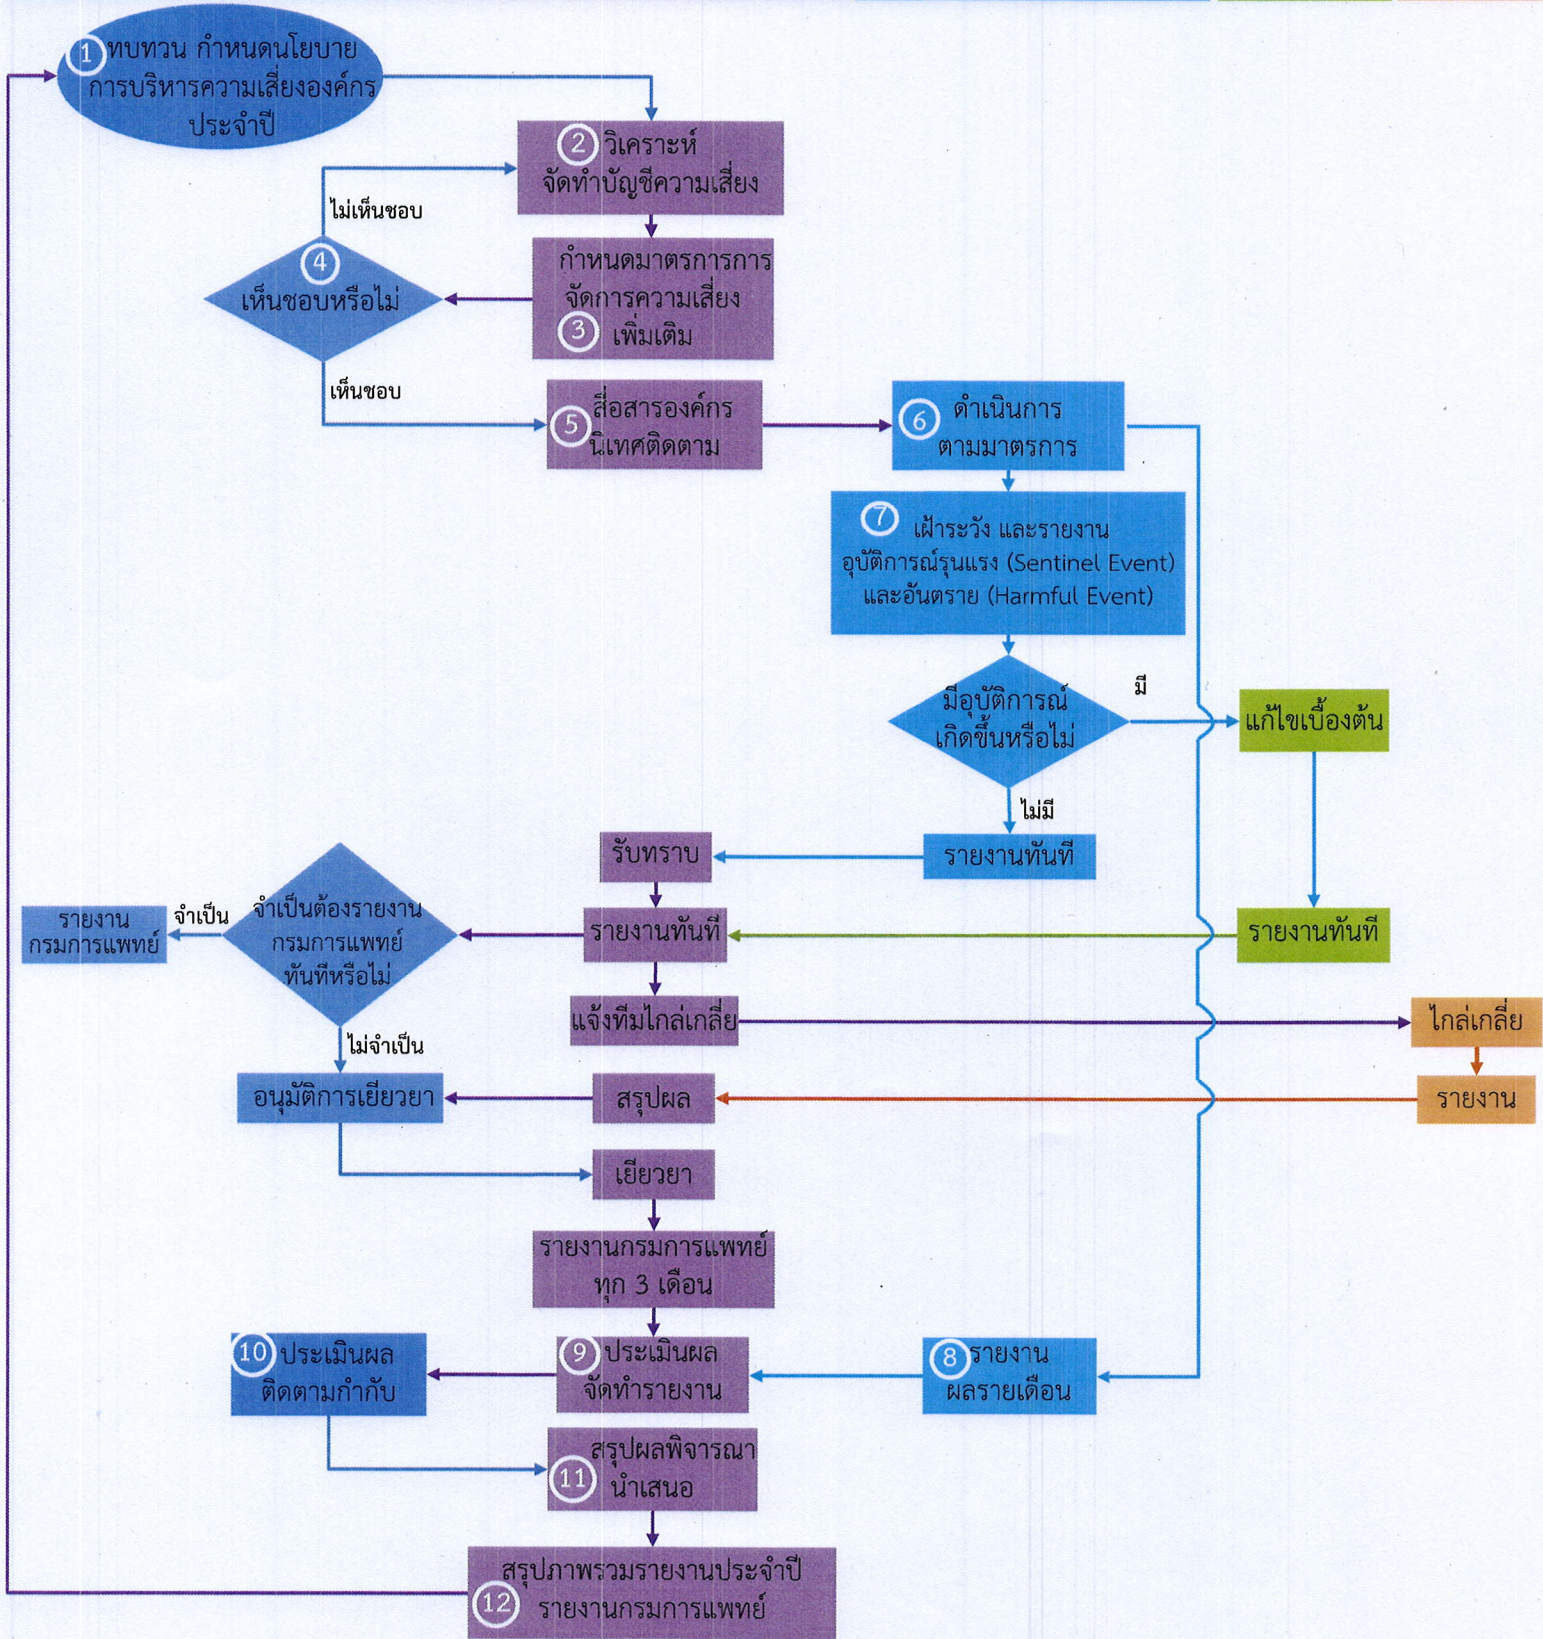 1 ทบทวน กำหนดนโยบาย
การบริหารความเสี่ยงองค์กร
ประจำปี
2 วิเคราะห์
จัดทำบัญชีความเสี่ยง
ไม่เห็นชอบ
กำหนดมาตรการการ
จัดการความเสี่ยง
3 เพิ่มเติม
4
เห็นชอบหรือไม่
เห็นชอบ
สื่อสารองค์กร
5 นิเทศติดตาม
6 ดำเนินการ
ตามมาตรการ
7 เฝ้าระวัง และรายงาน
อุบัติการณ์รุนแรง (Sentinel Event)
และอันตราย (Harmful Event)
มีอุบัติการณ์
เกิดขึ้นหรือไม่
มี
แก้ไขเบื้องต้น
ไม่มี
รายงานทันที
รับทราบ
รายงานทันที
รายงานทันที
จำเป็นต้องรายงาน
กรมการแพทย์
ทันทีหรือไม่
จำเป็น
รายงาน
กรมการแพทย์
แจ้งทีมไกล่เกลี่ย
ไกล่เกลี่ย
ไม่จำเป็น
รายงาน
สรุปผล
อนุมัติการเยียวยา
เยียวยา
รายงานกรมการแพทย์
ทุก 3 เดือน
8 รายงาน
ผลรายเดือน
9 ประเมินผล
จัดทำรายงาน
10 ประเมินผล
ติดตามกำกับ
สรุปผลพิจารณา
11 นำเสนอ
สรุปภาพรวมรายงานประจำปี
12 รายงานกรมการแพทย์